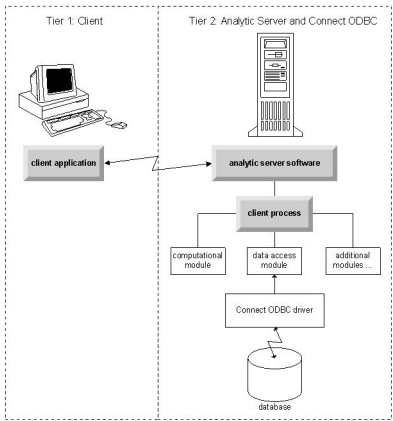 Tier 1: Client
Tier 2: Analytic Server and Connect ODBC
client application
analytic server software
client process
computational
module
data access
module
additional
modules ...
Connect ODBC driver
database